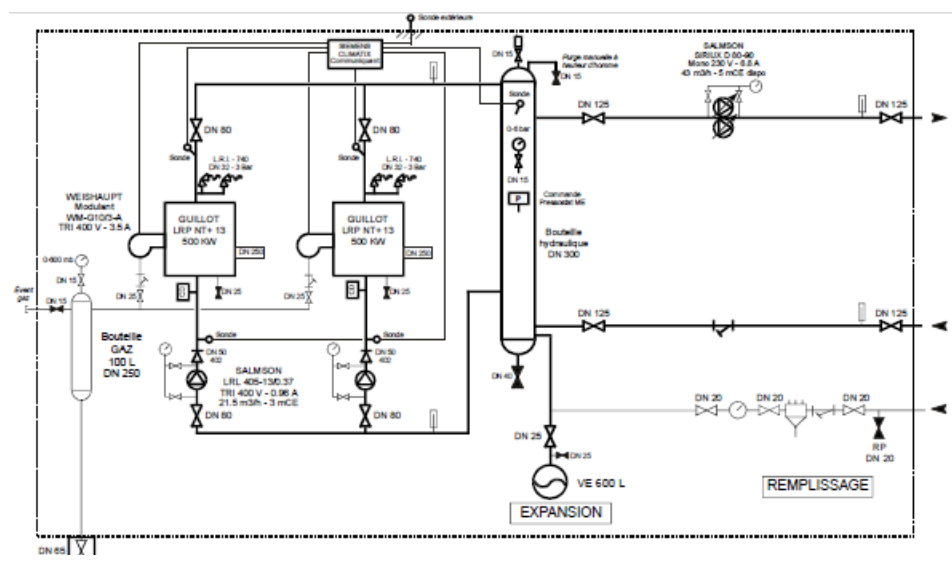 Sonde extérieure
SIEMENS
CLIMATIX
Communiquant
DN 15
Purge manuelle à
hauteur d'homme
DN 15
SALMSON
SIRIUX D 80-90
Mono 230 V - 6.8 A
43 m3/h - 5 mCE dispo
DN 125
DN 125
Sonde
0-6 bar
DN 15
DN 80
DN 80
Sonde
L.R.I. - 740
DN 32 - 3 Bar
Sonde
L.R.I. - 740
DN 32 - 3 Bar
P
Commande
Pressostat ME
WEISHAUPT
Modulant
WM-G10/3-A
TRI 400 V - 3.5 A
GUILLOT
LRP NT+ 13
500 KW
DN 250
GUILLOT
LRP NT+ 13
500 KW
DN 250
Bouteille
hydraulique
DN 300
0-600 mb
DN 15
DN 25
DN 25
DN 25
DN 25
Évent
gaz
DN 15
Bouteille
GAZ
100 L
DN 250
Sonde
Sonde
DN 50
402
DN 50
402
SALMSON
LRL 405-13/0.37
TRI 400 V - 0.96 A
21.5 m3/h - 3 mCE
DN 80
DN 80
DN 125
DN 125
DN 40
DN 20
DN 20
DN 20
RP
DN 20
DN 25
DN 25
VE 600 L
EXPANSION
REMPLISSAGE
DN 65